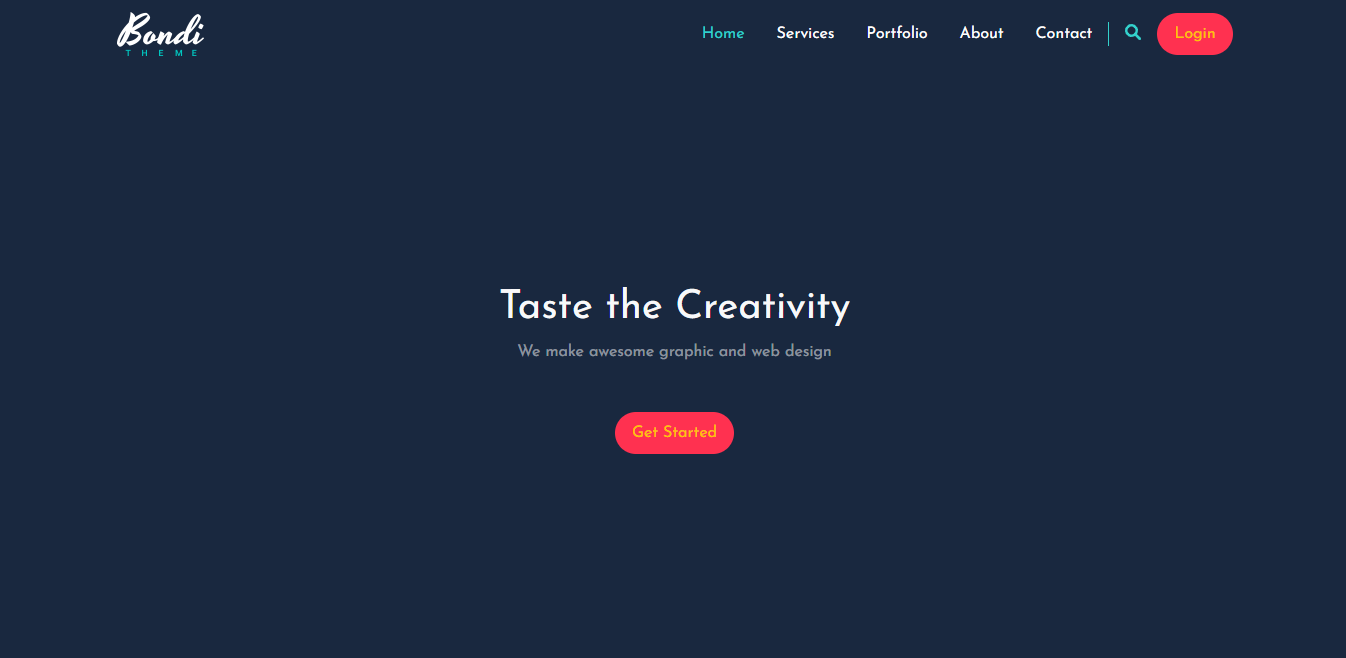 Bondi
THEME
Home Services Portfolio About Contact Login
Taste the Creativity
We make awesome graphic and web design
Get Started